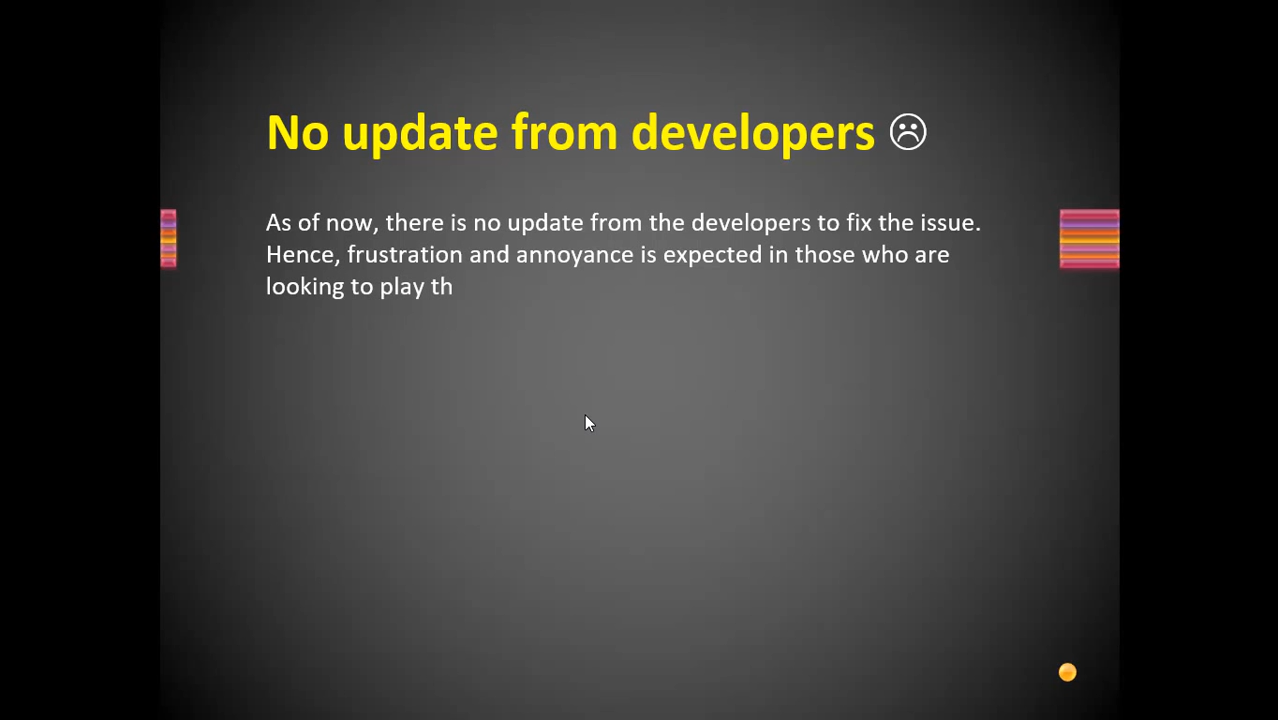 No update from developers ☹
As of now, there is no update from the developers to fix the issue.
Hence, frustration and annoyance is expected in those who are
looking to play th